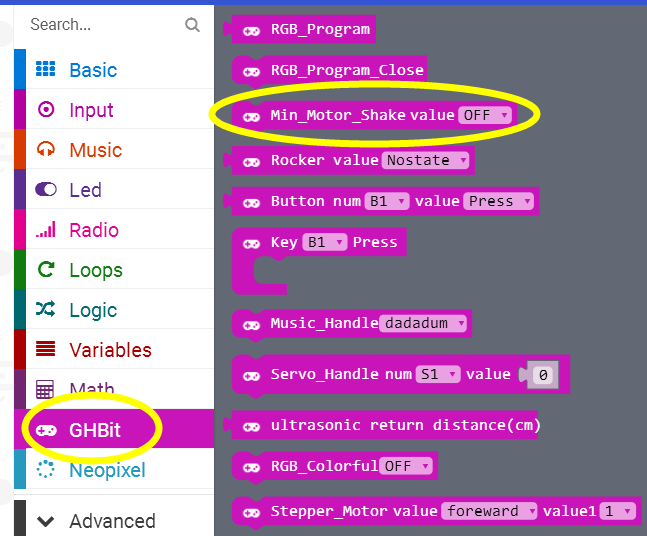 Search...
Basic
Input
Music
Led
Radio
Loops
Logic
Variables
Math
GHBit
Neopixel
Advanced
RGB_Program
RGB_Program_Close
Min_Motor_Shake value OFF
Rocker value Nostate
Button num B1 value Press
Key B1 Press
Music_Handle dadadum
Servo_Handle num S1 value 0
ultrasonic return distance(cm)
RGB_Colorful OFF
Stepper_Motor value foreward value1 1